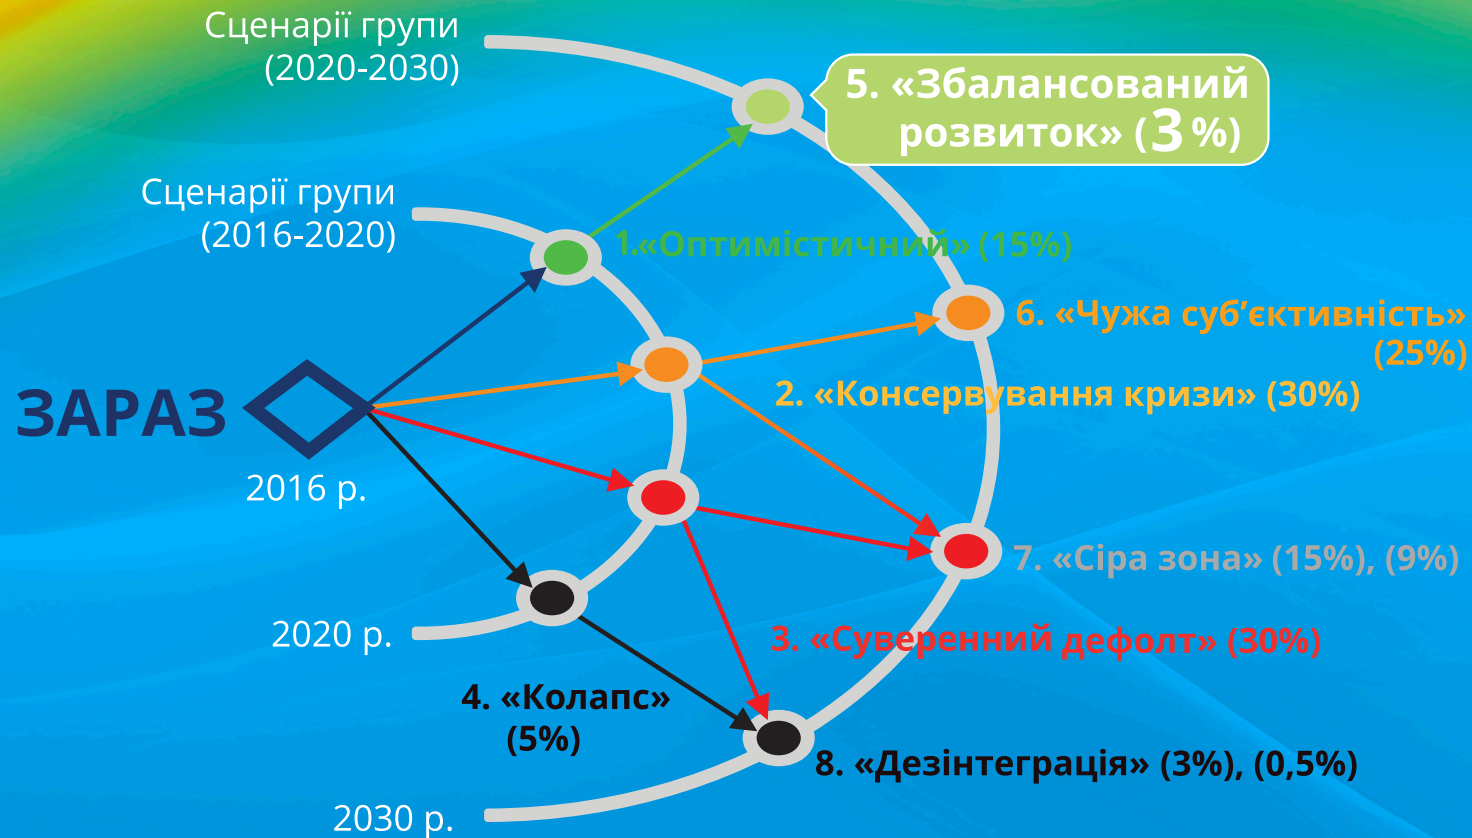 Сценарії групи
(2020-2030)
5. «Збалансований
розвиток» (3 %)
Сценарії групи
(2016-2020)
1.«Оптимістичний» (15%)
6. «Чужа суб’єктивність»
(25%)
2. «Консервування кризи» (30%)
ЗАРАЗ
2016 р.
7. «Сіра зона» (15%), (9%)
2020 р.
3. «Суверенний дефолт» (30%)
4. «Колапс»
(5%)
8. «Дезінтеграція» (3%), (0,5%)
2030 р.